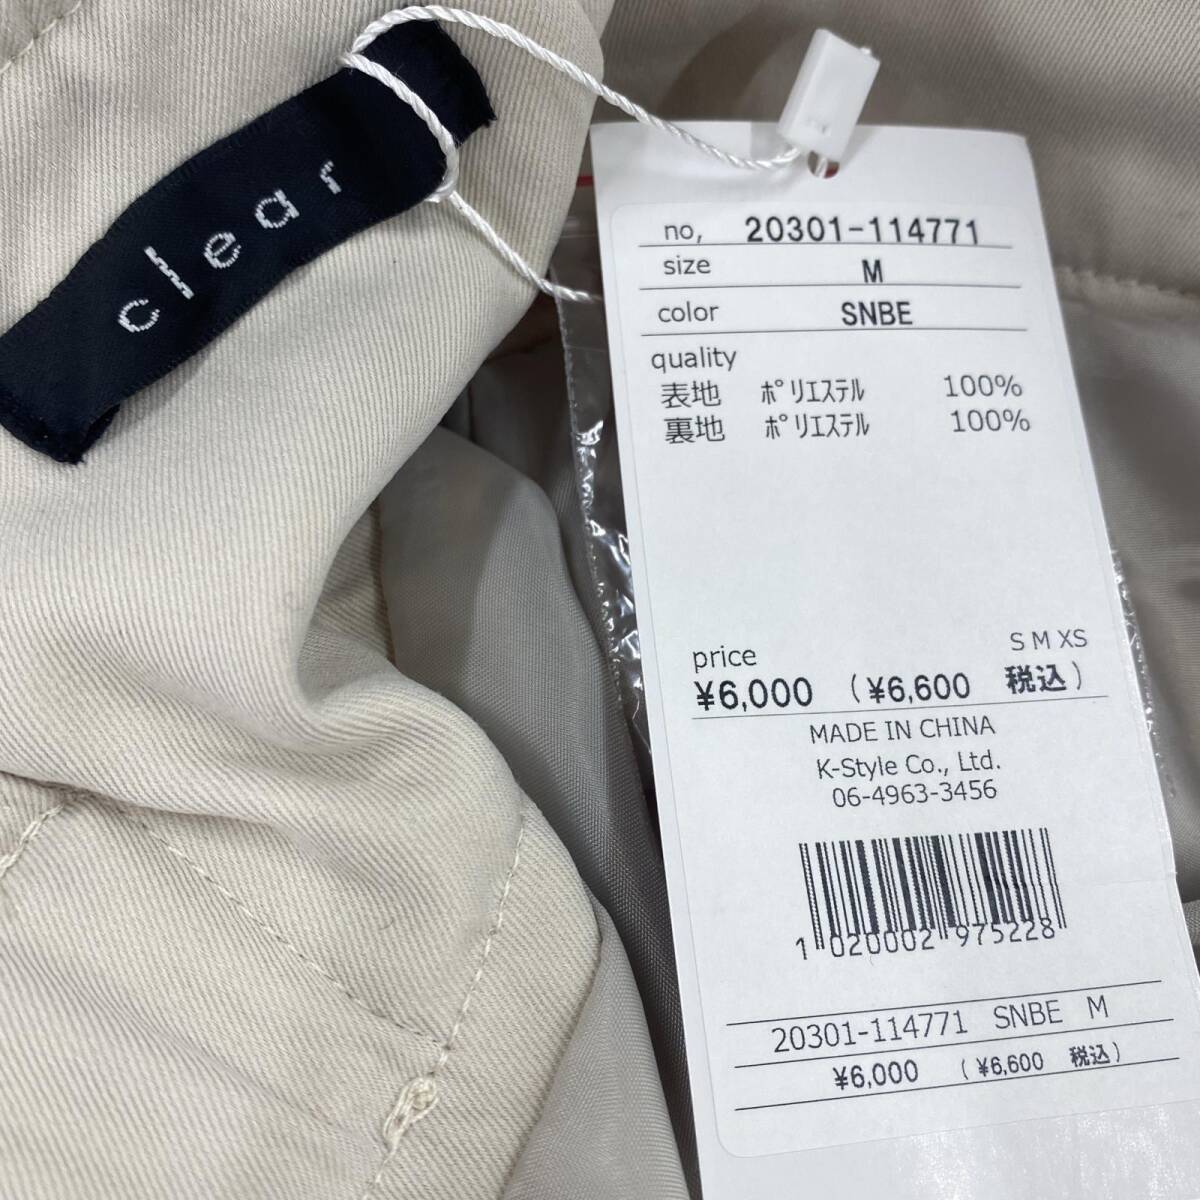 clear
no, 20301-114771
size M
color SNBE
quality
表地 ﾎﾟﾘｴｽﾃﾙ 100%
裏地 ﾎﾟﾘｴｽﾃﾙ 100%
S M XS
price
¥6,000 (¥6,600 税込)
MADE IN CHINA
K-Style Co., Ltd.
06-4963-3456
1 020002 975228
20301-114771 SNBE M
¥6,000 (¥6,600 税込)